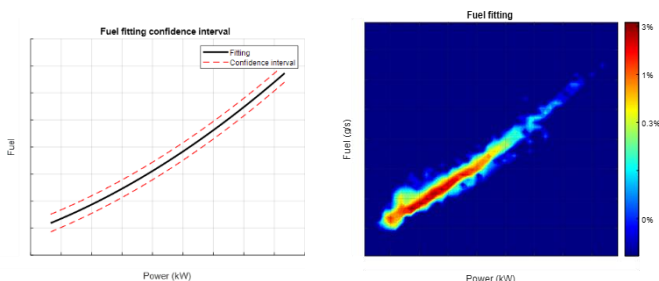 Fuel fitting confidence interval
Fitting
Confidence interval
Fuel
Power (kW)
Fuel fitting
3%
1%
0.3%
0%
Fuel (g/s)
Power (kW)